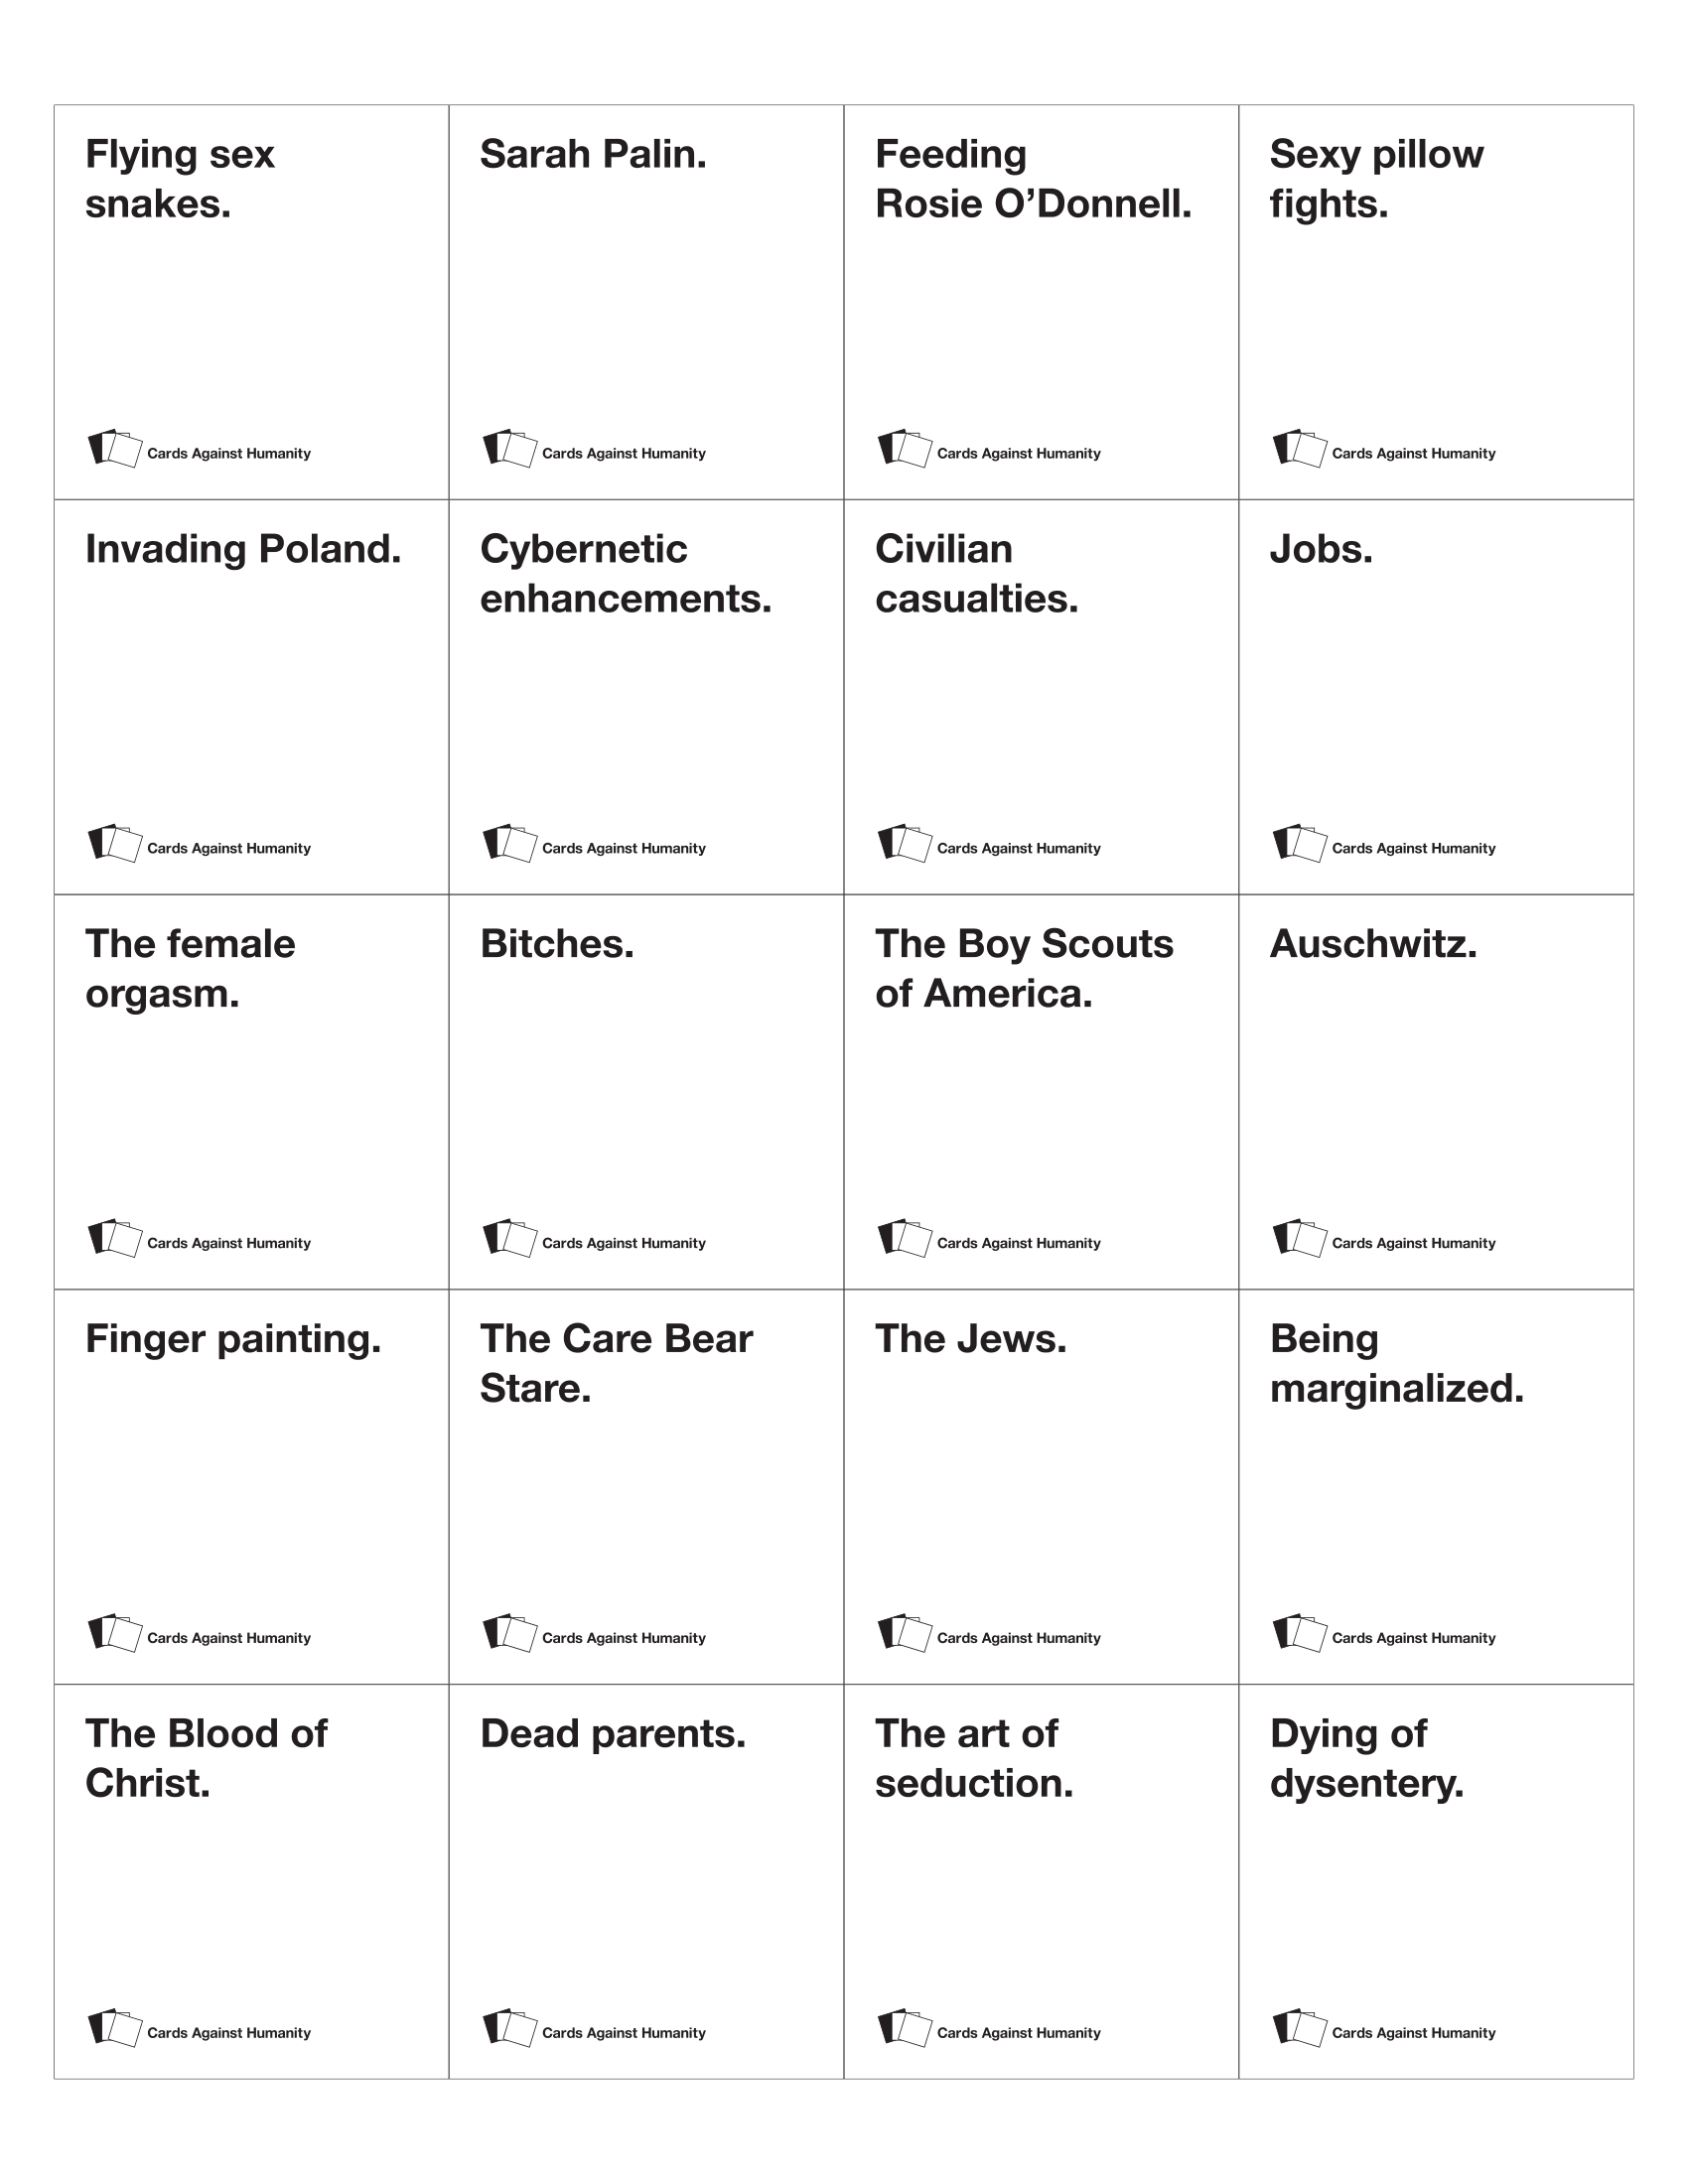 Flying sex
snakes.
Cards Against Humanity
Sarah Palin.
Cards Against Humanity
Feeding
Rosie O’Donnell.
Cards Against Humanity
Sexy pillow
fights.
Cards Against Humanity
Invading Poland.
Cards Against Humanity
Cybernetic
enhancements.
Cards Against Humanity
Civilian
casualties.
Cards Against Humanity
Jobs.
Cards Against Humanity
The female
orgasm.
Cards Against Humanity
Bitches.
Cards Against Humanity
The Boy Scouts
of America.
Cards Against Humanity
Auschwitz.
Cards Against Humanity
Finger painting.
Cards Against Humanity
The Care Bear
Stare.
Cards Against Humanity
The Jews.
Cards Against Humanity
Being
marginalized.
Cards Against Humanity
The Blood of
Christ.
Cards Against Humanity
Dead parents.
Cards Against Humanity
The art of
seduction.
Cards Against Humanity
Dying of
dysentery.
Cards Against Humanity